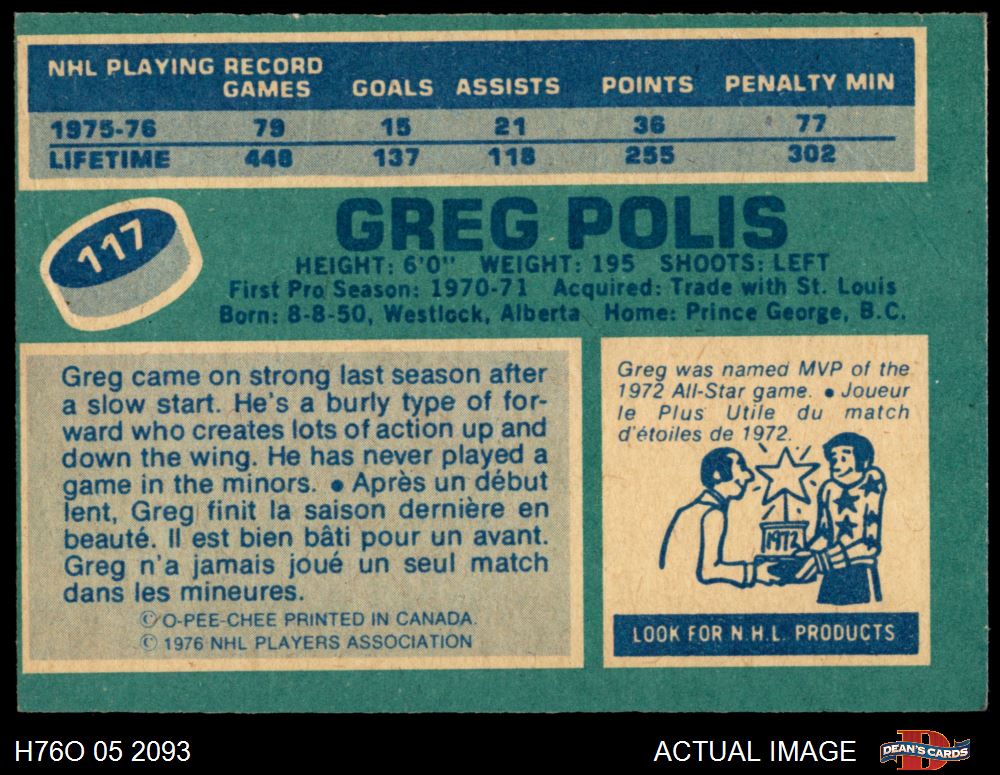 NHL PLAYING RECORD
GAMES GOALS ASSISTS POINTS PENALTY MIN
1975-76 79 15 21 36 77
LIFETIME 448 137 118 255 302
117
GREG POLIS
HEIGHT: 6'0" WEIGHT: 195 SHOOTS: LEFT
First Pro Season: 1970-71 Acquired: Trade with St. Louis
Born: 8-8-50, Westlock, Alberta Home: Prince George, B.C.
Greg came on strong last season after
a slow start. He's a burly type of for-
ward who creates lots of action up and
down the wing. He has never played a
game in the minors. ● Après un début
lent, Greg finit la saison dernière en
beauté. Il est bien bâti pour un avant.
Greg n'a jamais joué un seul match
dans les mineures.
© O-PEE-CHEE PRINTED IN CANADA.
© 1976 NHL PLAYERS ASSOCIATION
Greg was named MVP of the
1972 All-Star game. ● Joueur
le Plus Utile du match
d'étoiles de 1972.
1972
LOOK FOR N.H.L. PRODUCTS
H76O 05 2093
ACTUAL IMAGE
D
DEAN'S CARDS